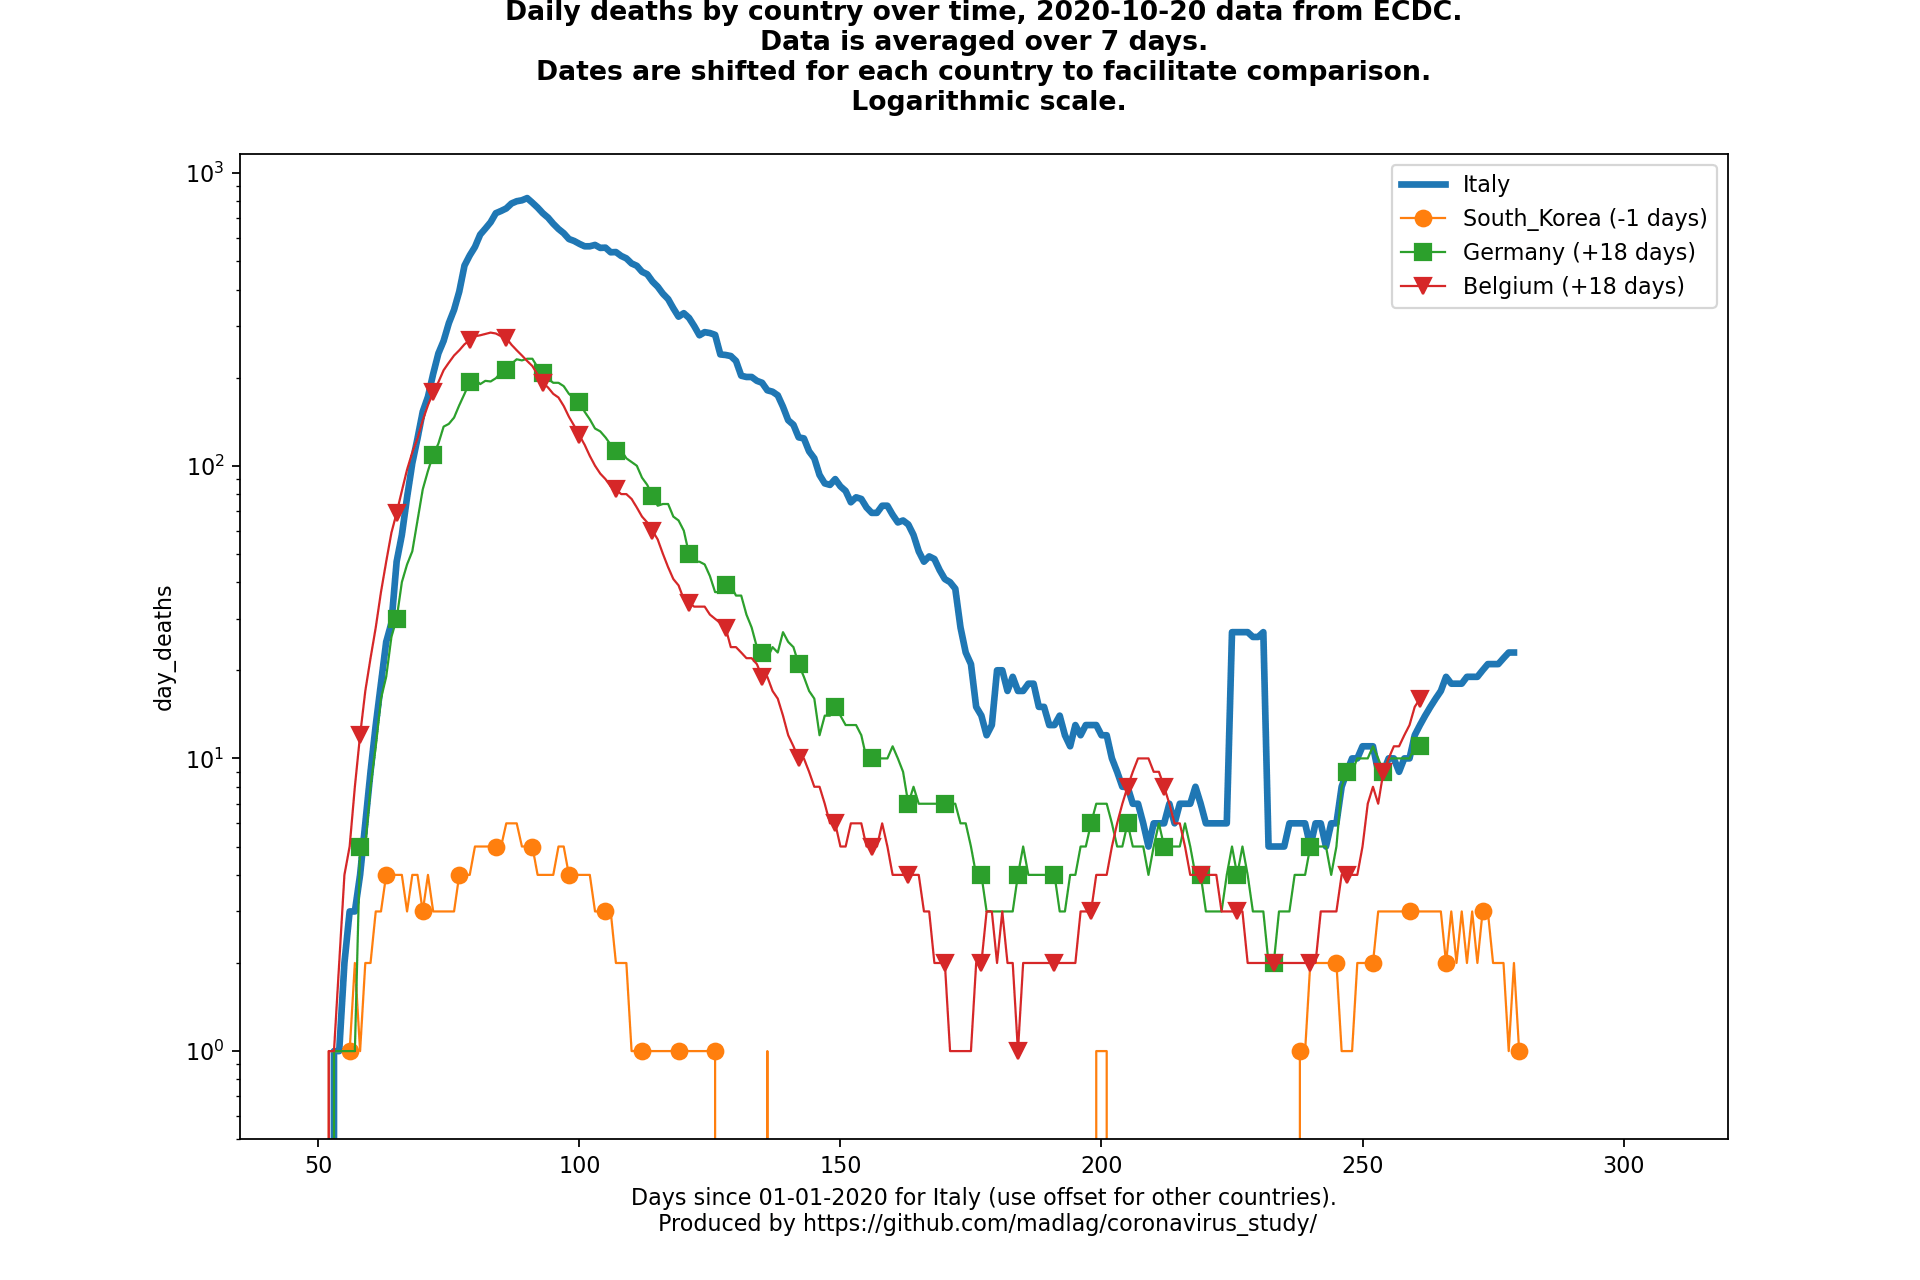 Daily deaths by country over time, 2020-10-20 data from ECDC.
Data is averaged over 7 days.
Dates are shifted for each country to facilitate comparison.
Logarithmic scale.
10³
10²
10¹
10⁰
day_deaths
Italy
South_Korea (-1 days)
Germany (+18 days)
Belgium (+18 days)
50 100 150 200 250 300
Days since 01-01-2020 for Italy (use offset for other countries).
Produced by https://github.com/madlag/coronavirus_study/